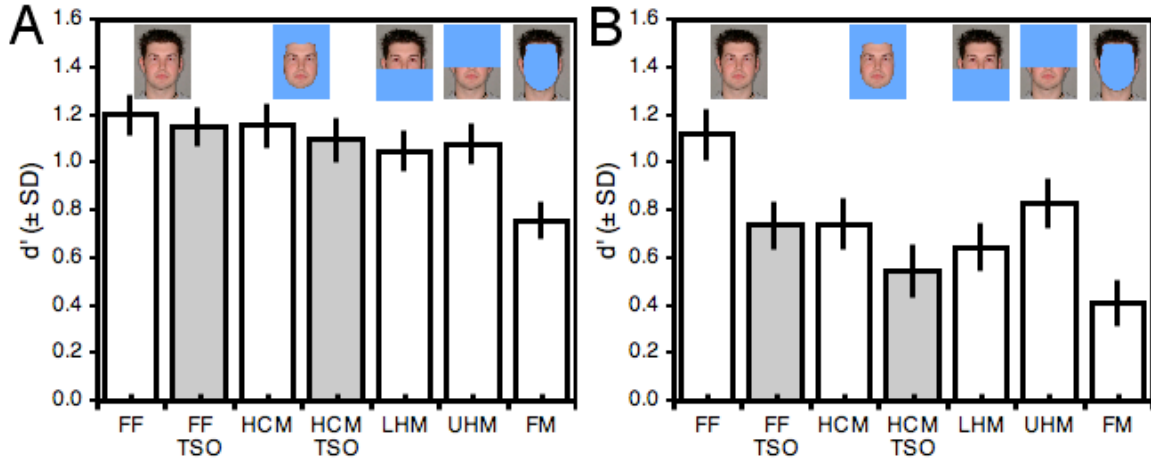 A
d' (± SD)
1.6
1.4
1.2
1.0
0.8
0.6
0.4
0.2
0.0
FF FF HCM HCM LHM UHM FM
TSO TSO
B
d' (± SD)
1.6
1.4
1.2
1.0
0.8
0.6
0.4
0.2
0.0
FF FF HCM HCM LHM UHM FM
TSO TSO